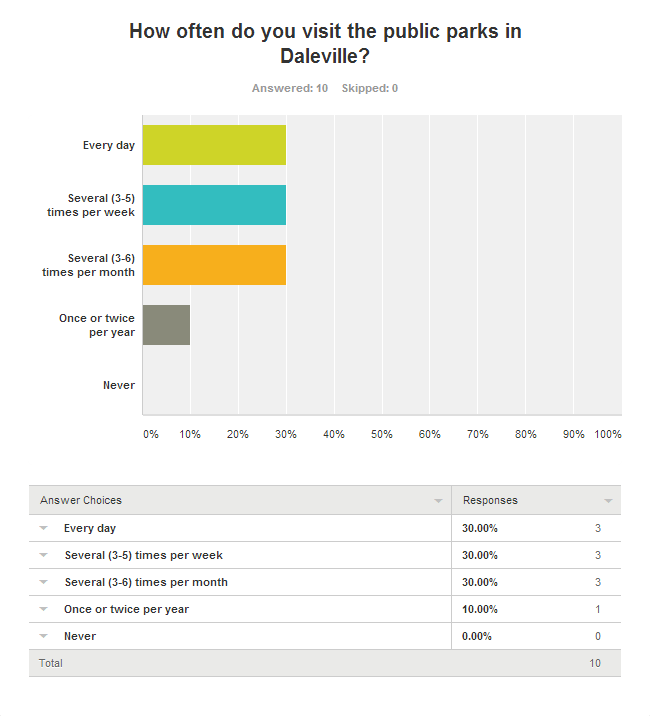 How often do you visit the public parks in
Daleville?
Answered: 10 Skipped: 0
Every day
Several (3-5)
times per week
Several (3-6)
times per month
Once or twice
per year
Never
0% 10% 20% 30% 40% 50% 60% 70% 80% 90% 100%
Answer Choices Responses
Every day 30.00% 3
Several (3-5) times per week 30.00% 3
Several (3-6) times per month 30.00% 3
Once or twice per year 10.00% 1
Never 0.00% 0
Total 10